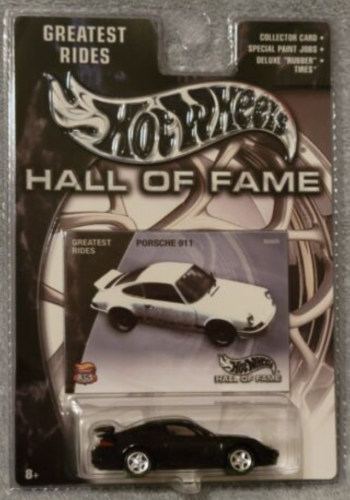 GREATEST
RIDES
COLLECTOR CARD •
SPECIAL PAINT JOBS •
DELUXE "RUBBER" •
TIRES
Hot Wheels
HALL OF FAME
GREATEST
RIDES
PORSCHE 911
Hot Wheels
HALL OF FAME
35
8+